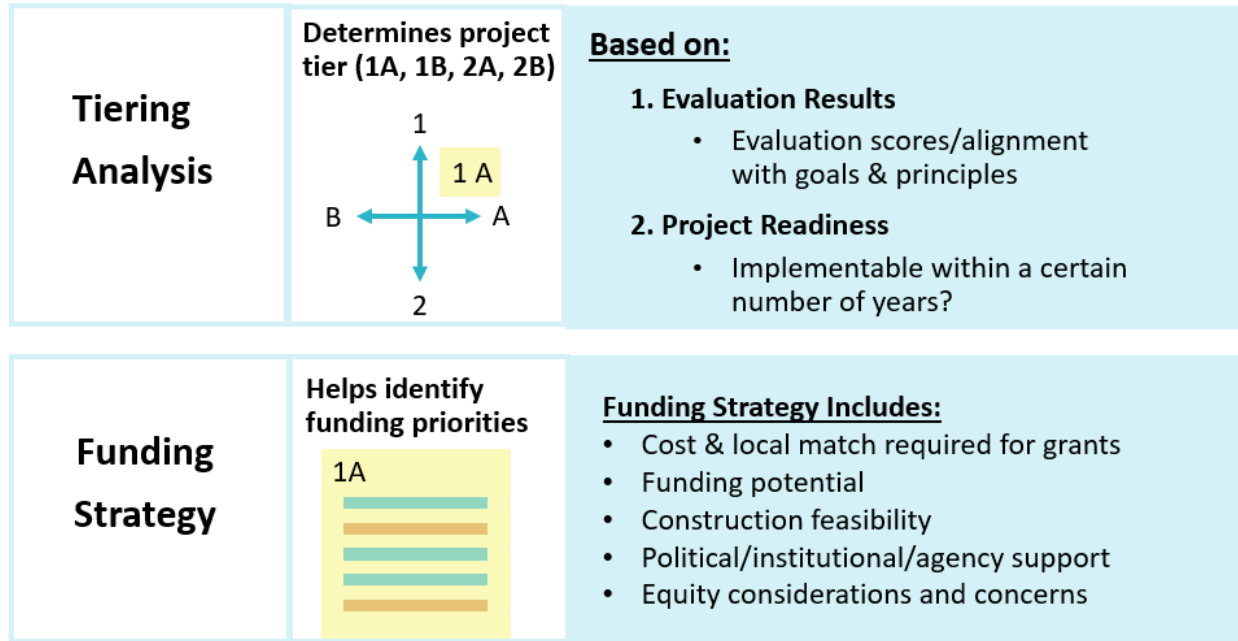 Tiering
Analysis
Determines project
tier (1A, 1B, 2A, 2B)
1
1 A
B
A
2
Based on:
1. Evaluation Results
• Evaluation scores/alignment
with goals & principles
2. Project Readiness
• Implementable within a certain
number of years?
Funding
Strategy
Helps identify
funding priorities
1A
Funding Strategy Includes:
• Cost & local match required for grants
• Funding potential
• Construction feasibility
• Political/institutional/agency support
• Equity considerations and concerns